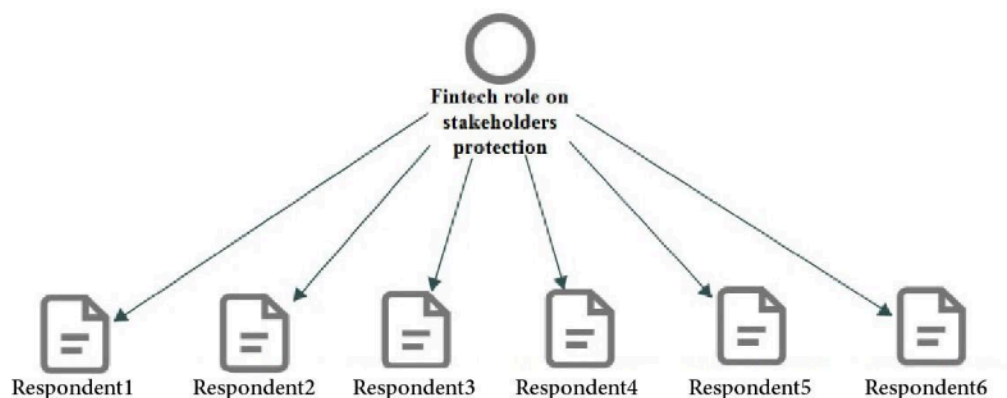 Fintech role on
stakeholders
protection
Respondent1 Respondent2 Respondent3 Respondent4 Respondent5 Respondent6